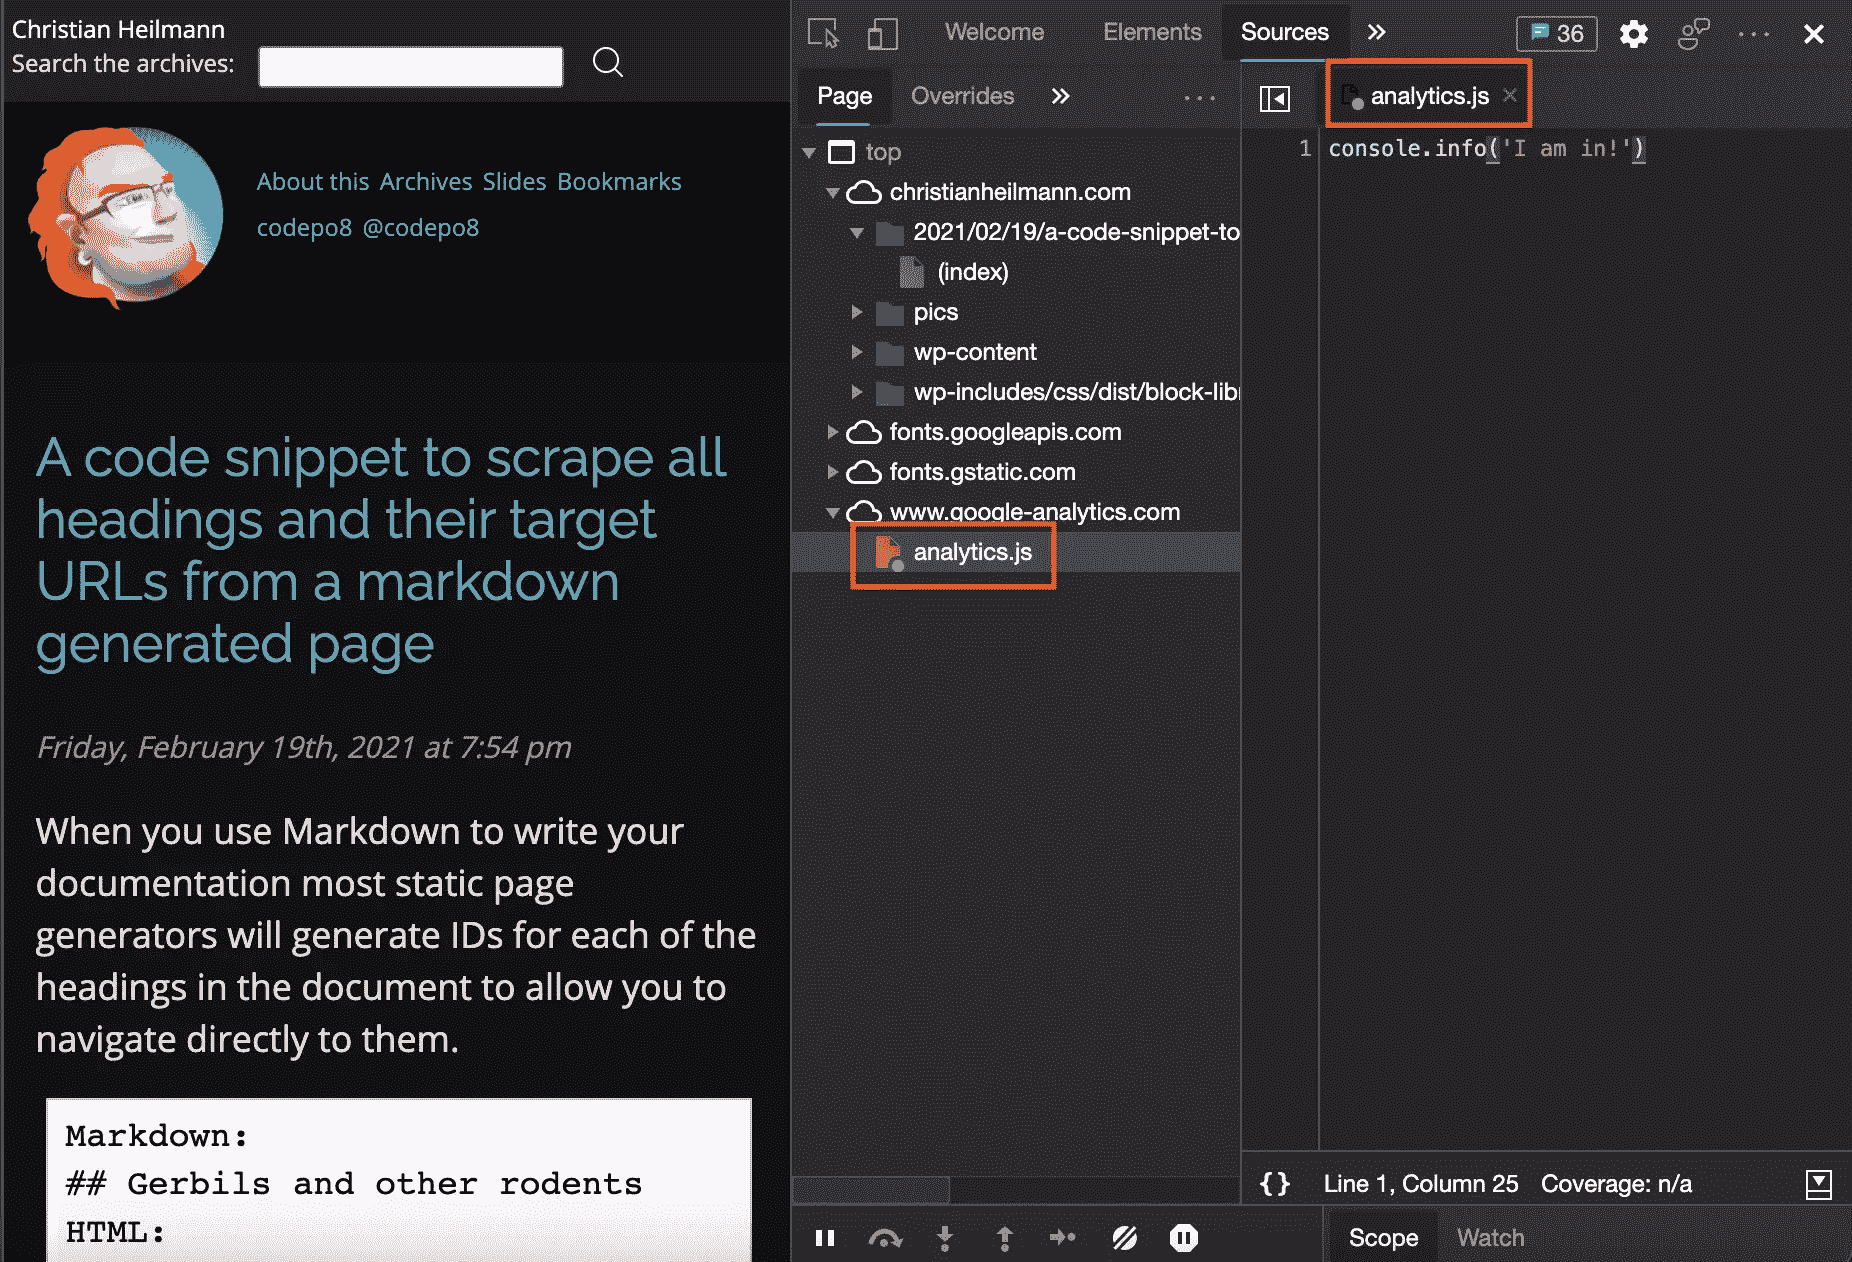 Christian Heilmann
Search the archives:
About this Archives Slides Bookmarks
codepo8 @codepo8
A code snippet to scrape all
headings and their target
URLs from a markdown
generated page
Friday, February 19th, 2021 at 7:54 pm
When you use Markdown to write your
documentation most static page
generators will generate IDs for each of the
headings in the document to allow you to
navigate directly to them.
Markdown:
## Gerbils and other rodents
HTML:
Welcome Elements Sources » 36
Page Overrides »
top
christianheilmann.com
2021/02/19/a-code-snippet-to
(index)
pics
wp-content
wp-includes/css/dist/block-lib
fonts.googleapis.com
fonts.gstatic.com
www.google-analytics.com
analytics.js
analytics.js
1 console.info('I am in!')
{} Line 1, Column 25 Coverage: n/a
Scope Watch